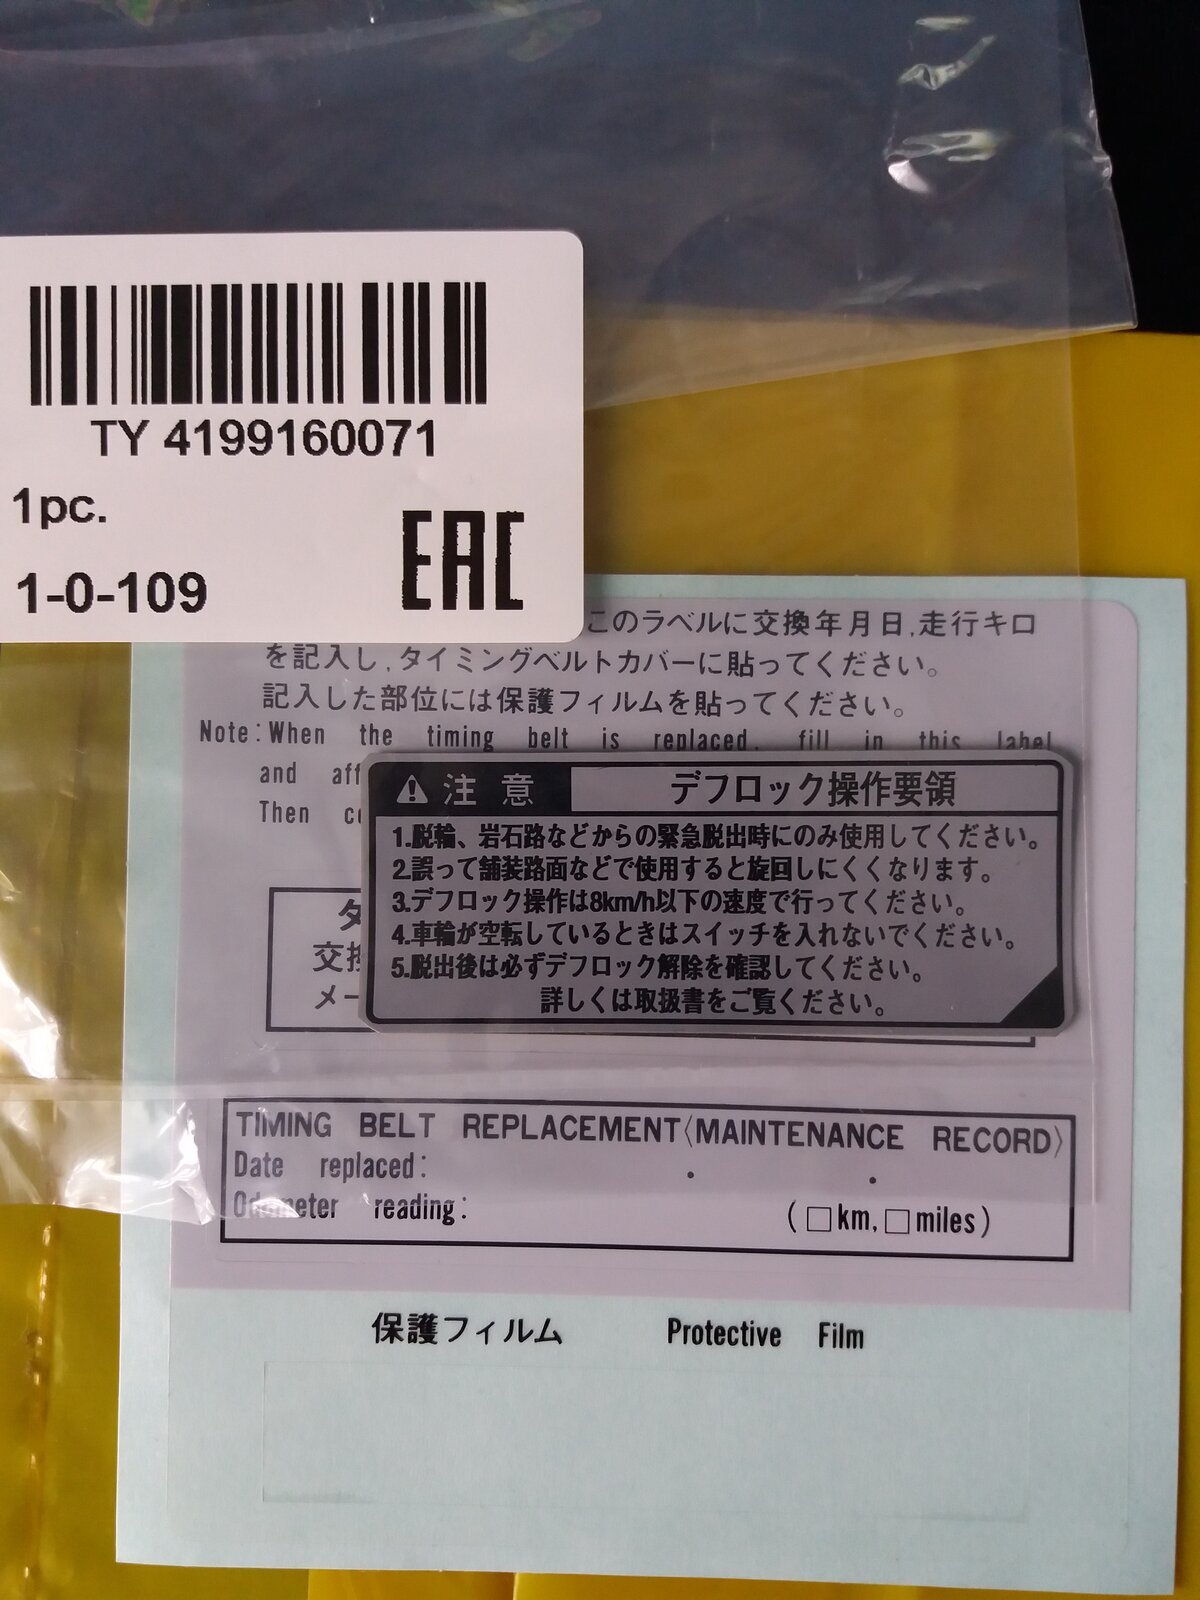 TY 4199160071
1pc.
EAC
1-0-109
このラベルに交換年月日,走行キロ
を記入し,タイミングベルトカバーに貼ってください。
記入した部位には保護フィルムを貼ってください。
Note:When the timing belt is replaced, fill in this label
and
Then
注意 デフロック操作要領
1.脱輪、岩石路などからの緊急脱出時にのみ使用してください。
2.誤って舗装路面などで使用すると旋回しにくくなります。
3.デフロック操作は8km/h以下の速度で行ってください。
4.車輪が空転しているときはスイッチを入れないでください。
5.脱出後は必ずデフロック解除を確認してください。
詳しくは取扱書をご覧ください。
タ
交換
メー
TIMING BELT REPLACEMENT〈MAINTENANCE RECORD〉
Date replaced: . .
Odometer reading: (□km,□miles)
保護フィルム Protective Film